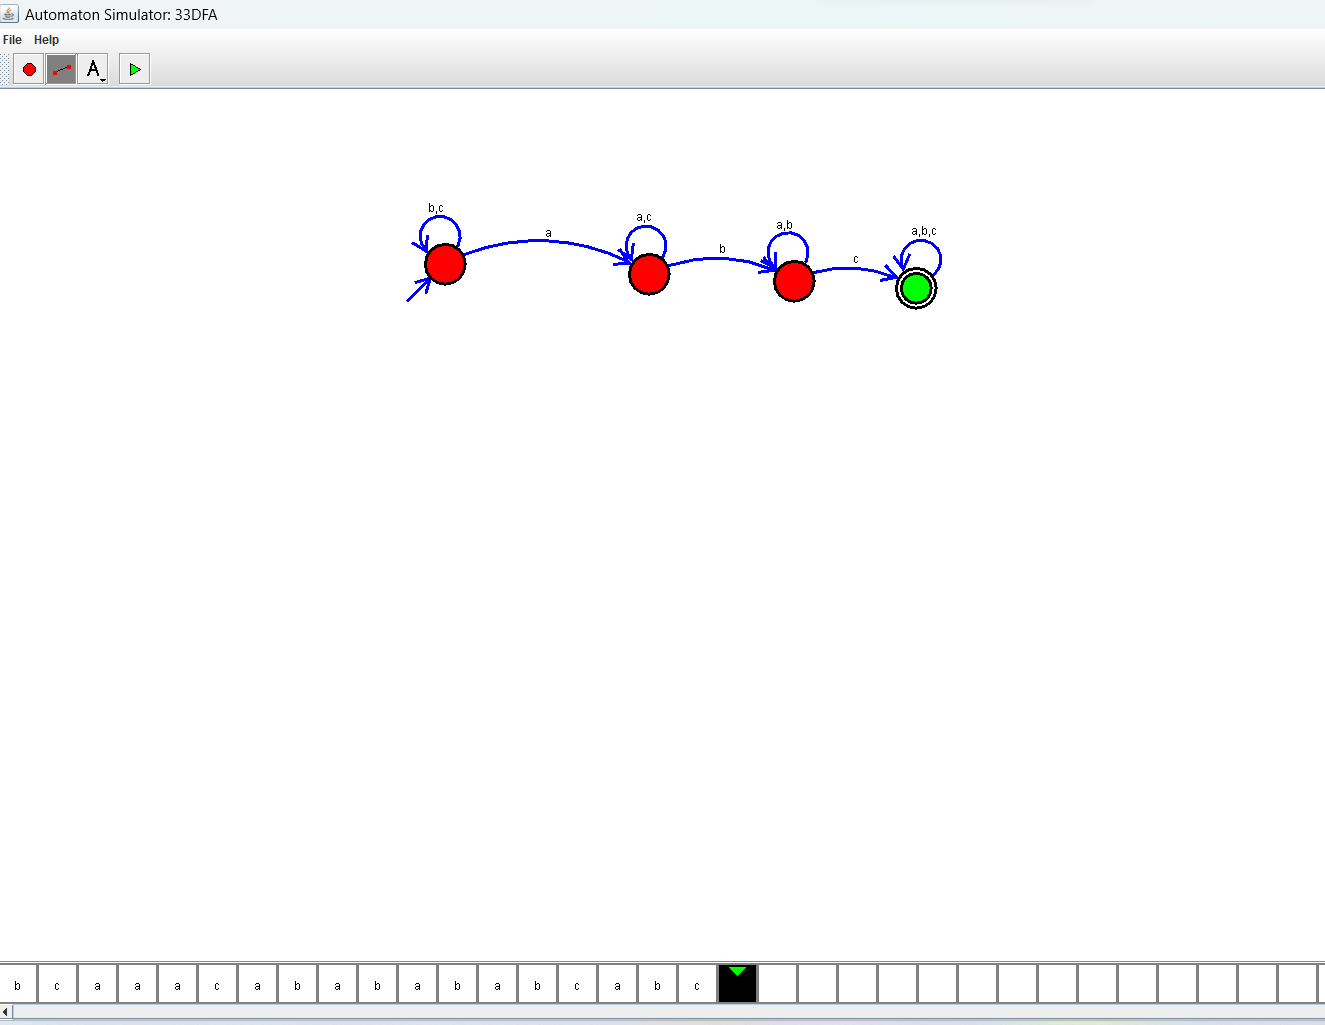 Automaton Simulator: 33DFA
File Help
A
b,c
a
a,c
b
a,b
c
a,b,c
b c a a a c a b a b a b a b c a b c